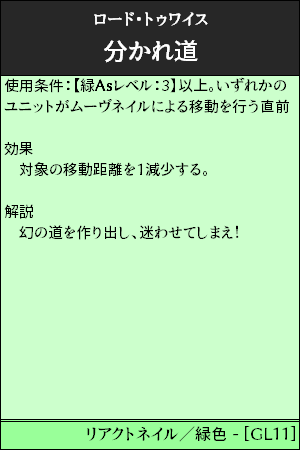 ロード・トゥワイス
分かれ道
使用条件：【緑Asレベル：3】以上。いずれかの
ユニットがムーヴネイルによる移動を行う直前
効果
　対象の移動距離を1減少する。
解説
　幻の道を作り出し、迷わせてしまえ！
リアクトネイル／緑色 - [GL11]